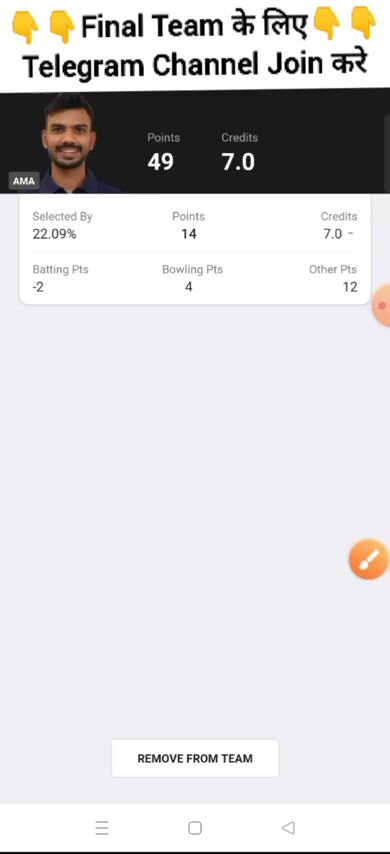 👇👇Final Team के लिए👇👇
Telegram Channel Join करे
Points Credits
49 7.0
AMA
Selected By Points Credits
22.09% 14 7.0 -
Batting Pts Bowling Pts Other Pts
-2 4 12
REMOVE FROM TEAM